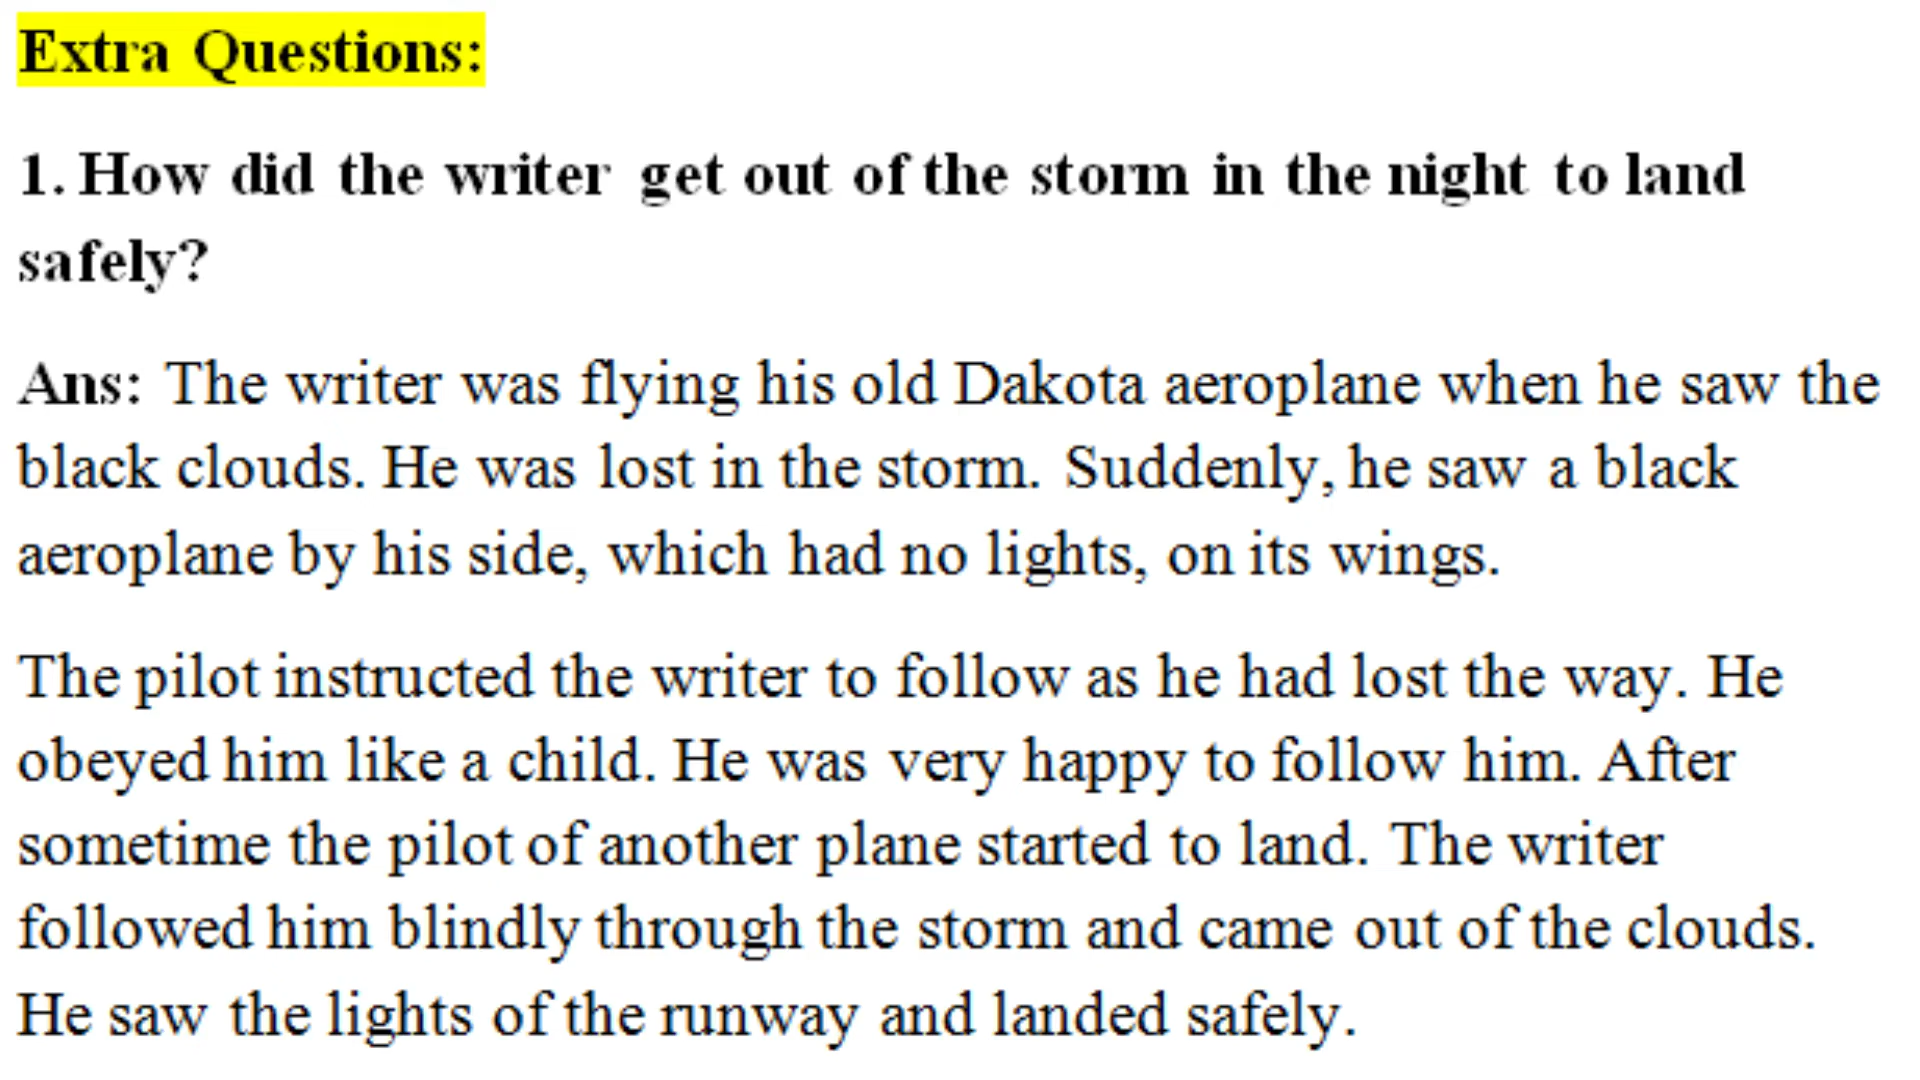 Extra Questions:
1. How did the writer get out of the storm in the night to land
safely?
Ans: The writer was flying his old Dakota aeroplane when he saw the
black clouds. He was lost in the storm. Suddenly, he saw a black
aeroplane by his side, which had no lights, on its wings.
The pilot instructed the writer to follow as he had lost the way. He
obeyed him like a child. He was very happy to follow him. After
sometime the pilot of another plane started to land. The writer
followed him blindly through the storm and came out of the clouds.
He saw the lights of the runway and landed safely.